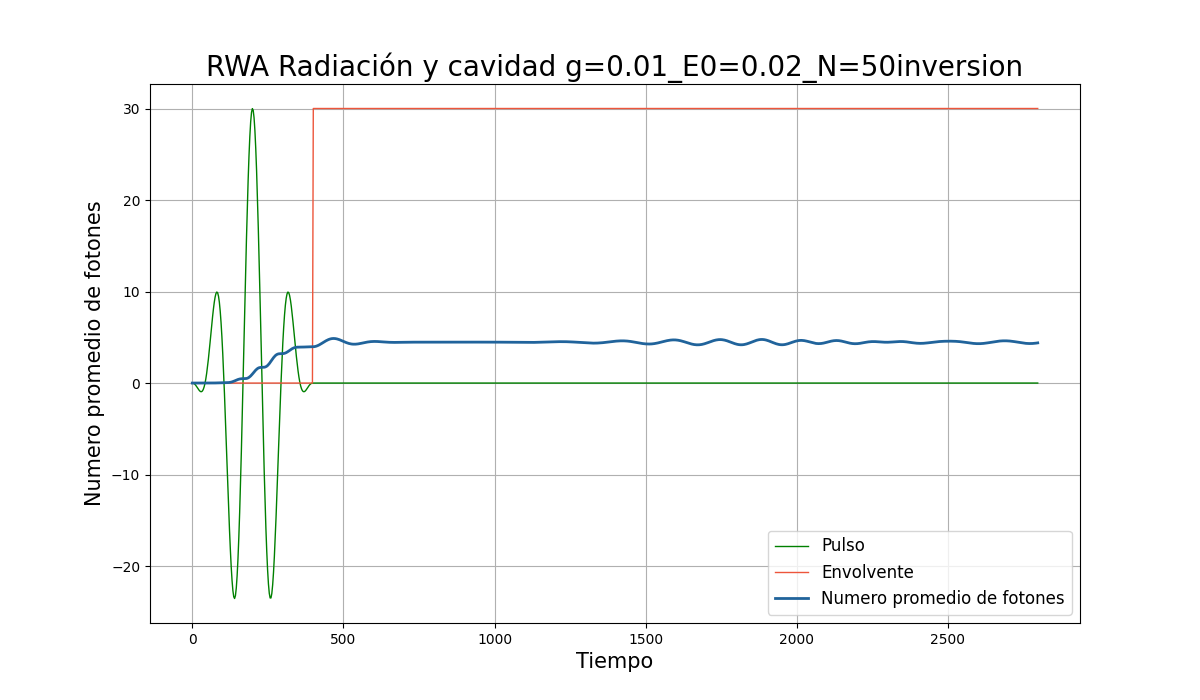 RWA Radiación y cavidad g=0.01_E0=0.02_N=50inversion
Numero promedio de fotones
30
20
10
0
−10
−20
Pulso
Envolvente
Numero promedio de fotones
0 500 1000 1500 2000 2500
Tiempo